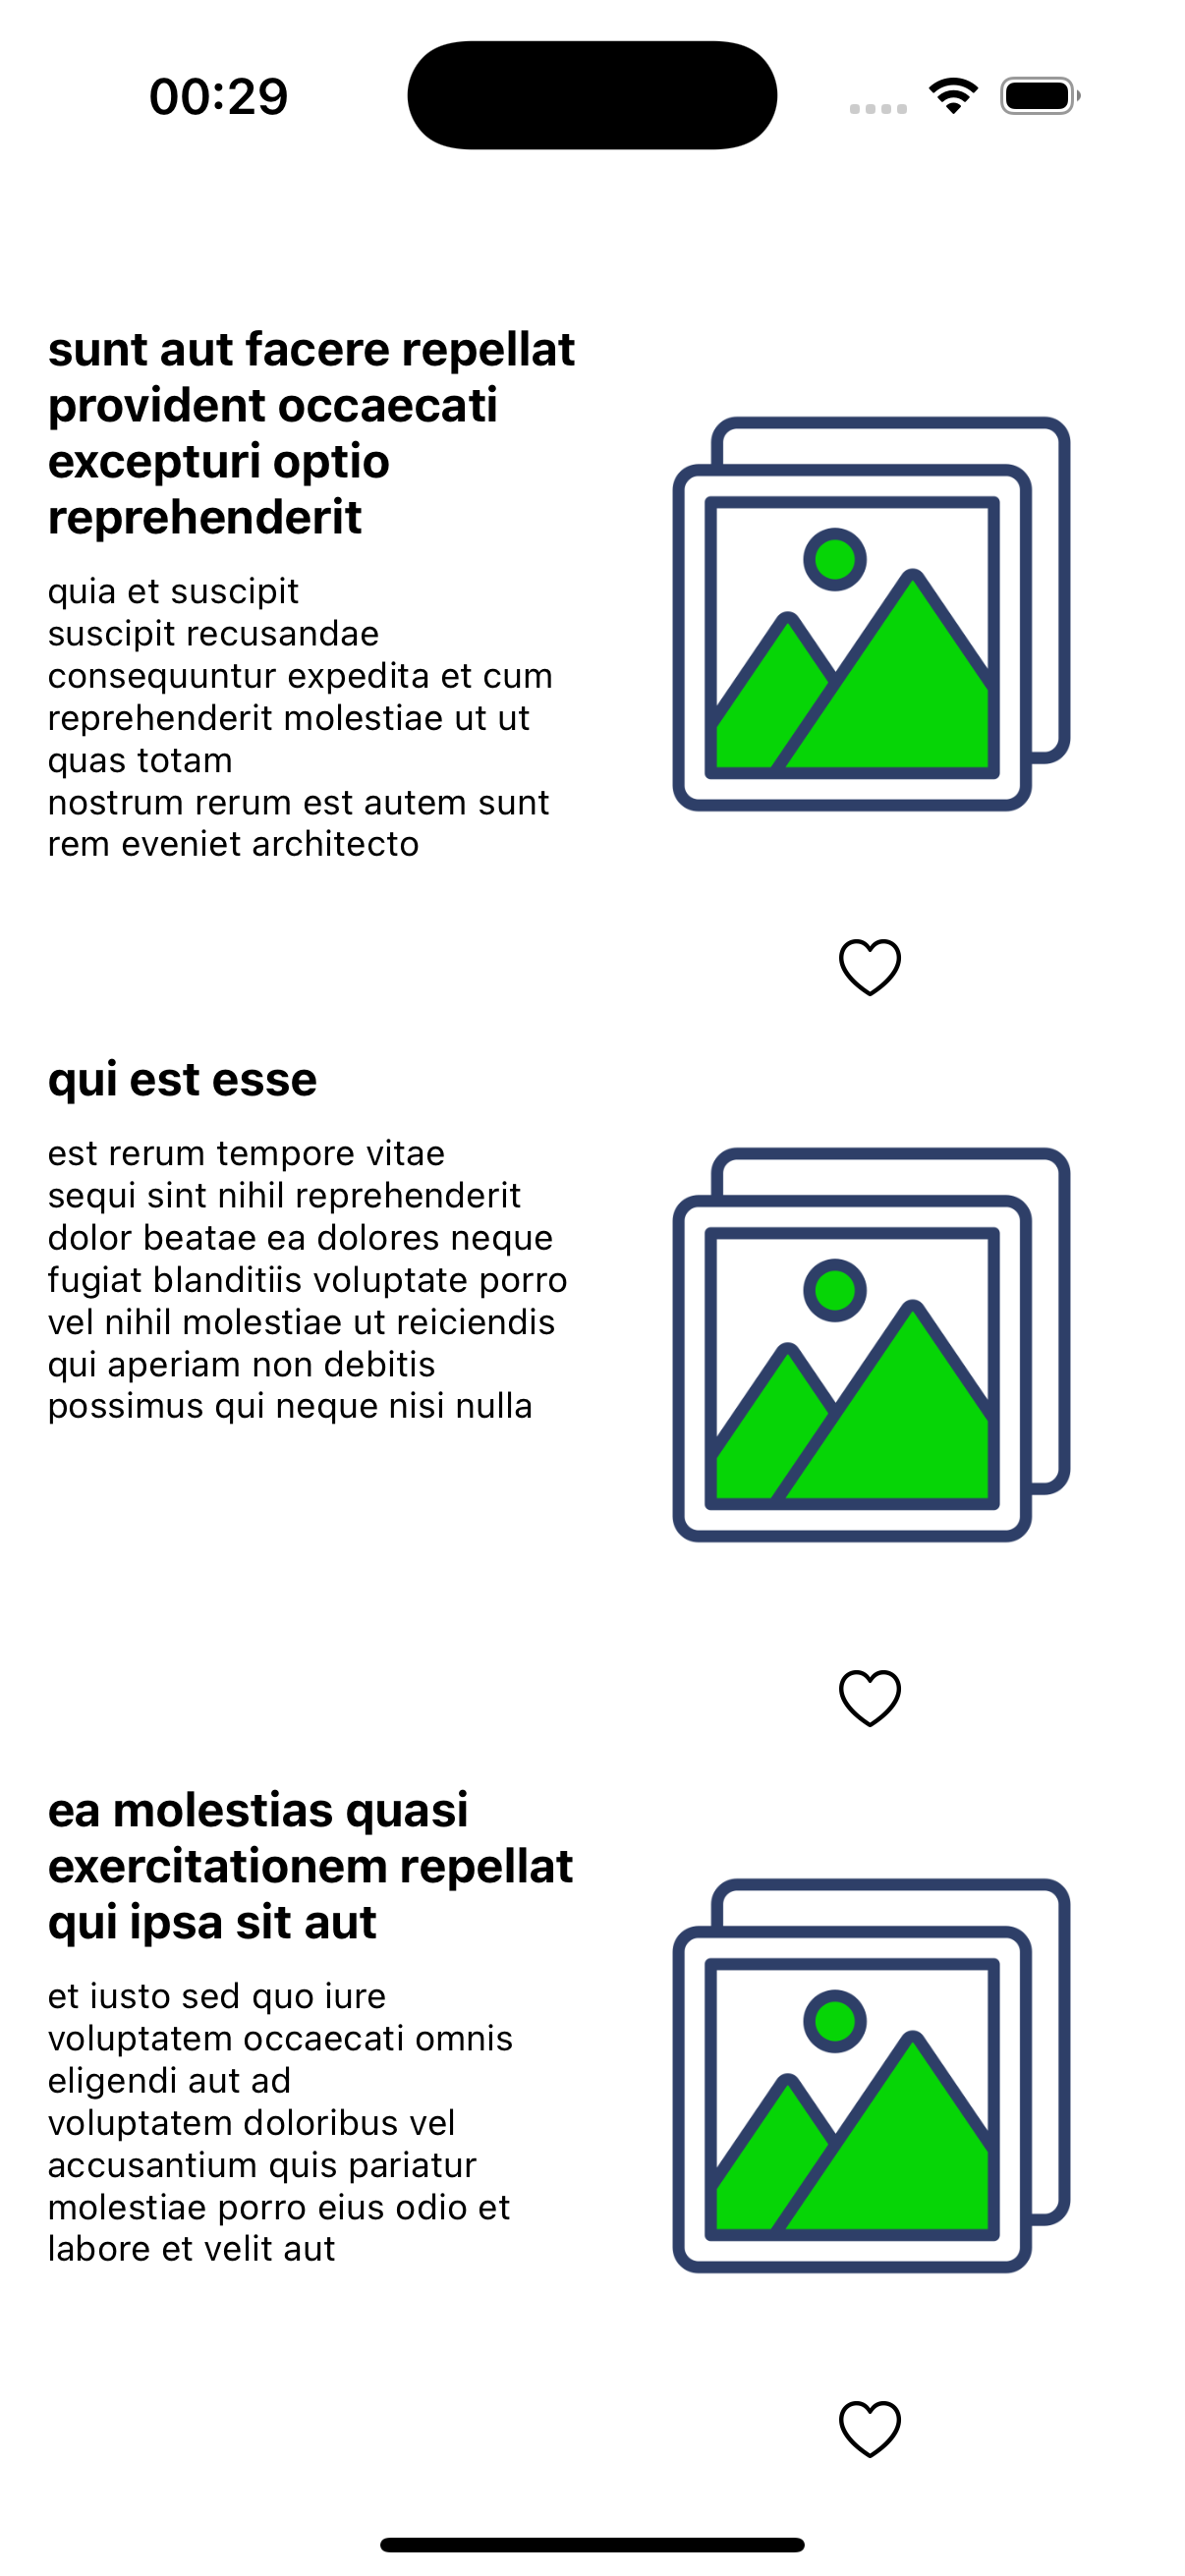 00:29
sunt aut facere repellat
provident occaecati
excepturi optio
reprehenderit
quia et suscipit
suscipit recusandae
consequuntur expedita et cum
reprehenderit molestiae ut ut
quas totam
nostrum rerum est autem sunt
rem eveniet architecto
qui est esse
est rerum tempore vitae
sequi sint nihil reprehenderit
dolor beatae ea dolores neque
fugiat blanditiis voluptate porro
vel nihil molestiae ut reiciendis
qui aperiam non debitis
possimus qui neque nisi nulla
ea molestias quasi
exercitationem repellat
qui ipsa sit aut
et iusto sed quo iure
voluptatem occaecati omnis
eligendi aut ad
voluptatem doloribus vel
accusantium quis pariatur
molestiae porro eius odio et
labore et velit aut